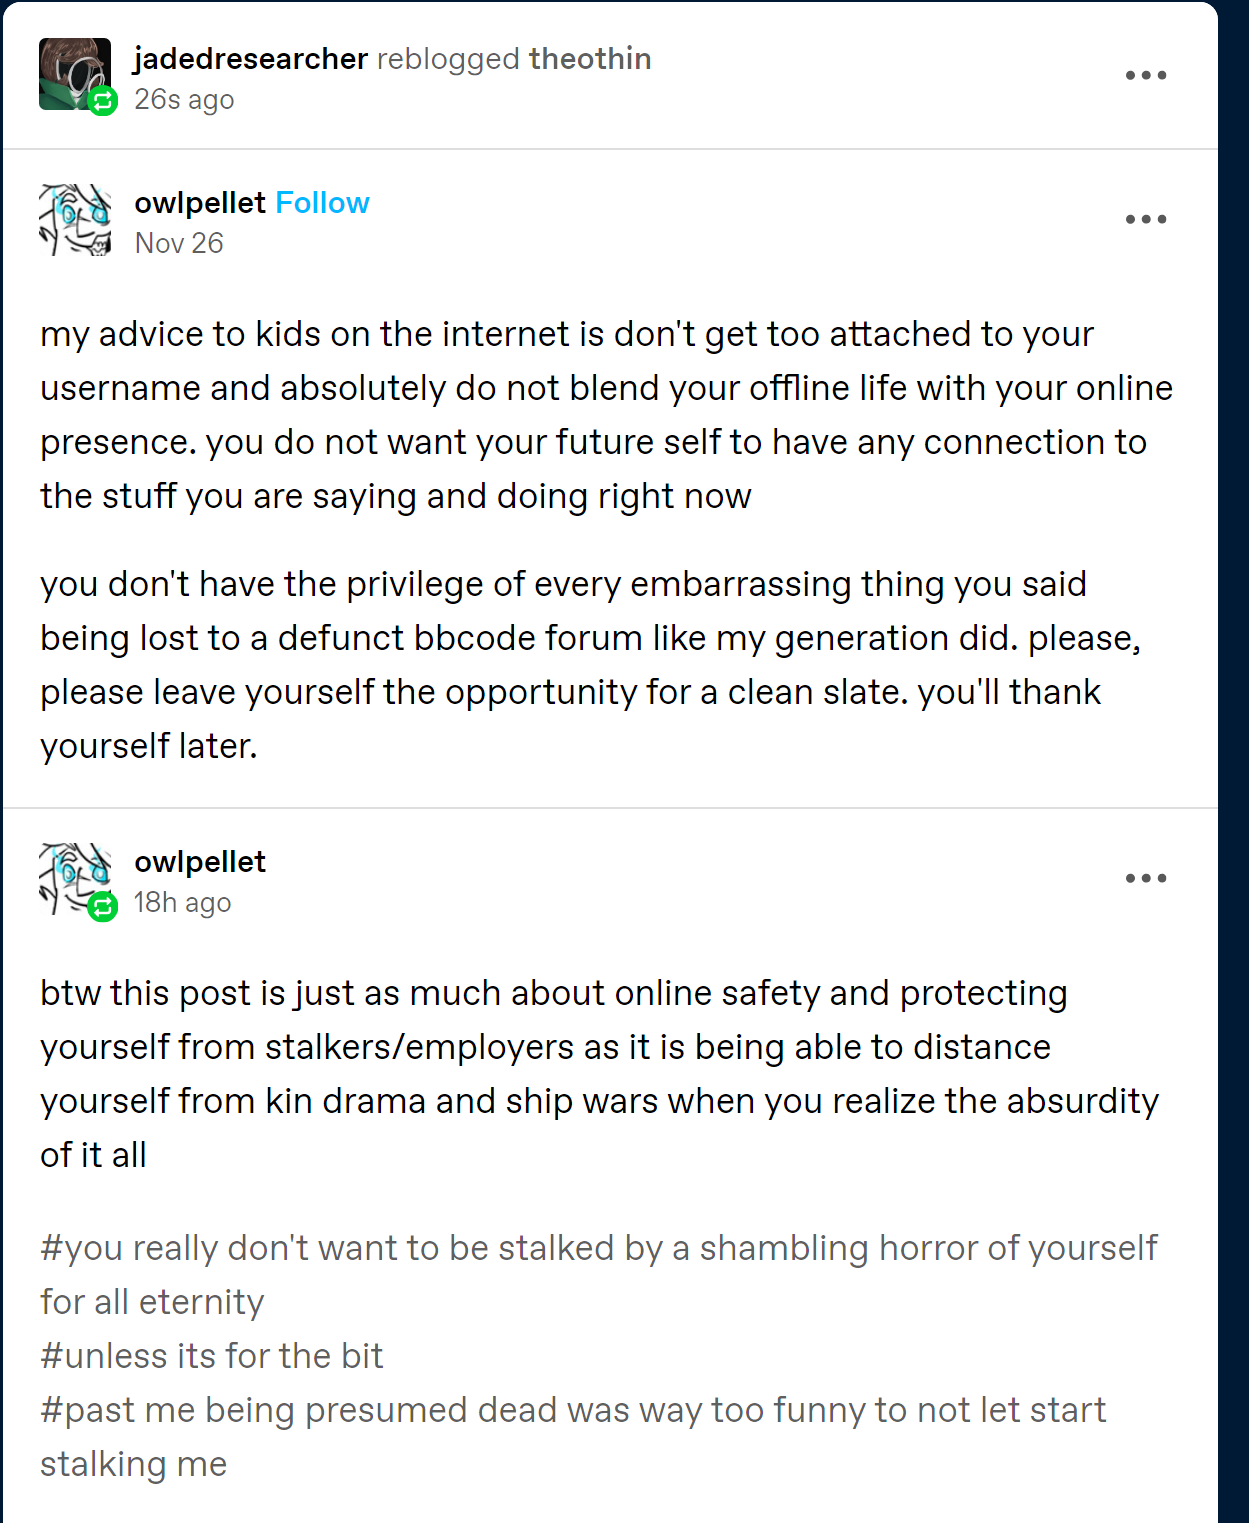 jadedresearcher reblogged theothin
26s ago
owlpellet Follow
Nov 26
my advice to kids on the internet is don't get too attached to your
username and absolutely do not blend your offline life with your online
presence. you do not want your future self to have any connection to
the stuff you are saying and doing right now
you don't have the privilege of every embarrassing thing you said
being lost to a defunct bbcode forum like my generation did. please,
please leave yourself the opportunity for a clean slate. you'll thank
yourself later.
owlpellet
18h ago
btw this post is just as much about online safety and protecting
yourself from stalkers/employers as it is being able to distance
yourself from kin drama and ship wars when you realize the absurdity
of it all
#you really don't want to be stalked by a shambling horror of yourself
for all eternity
#unless its for the bit
#past me being presumed dead was way too funny to not let start
stalking me